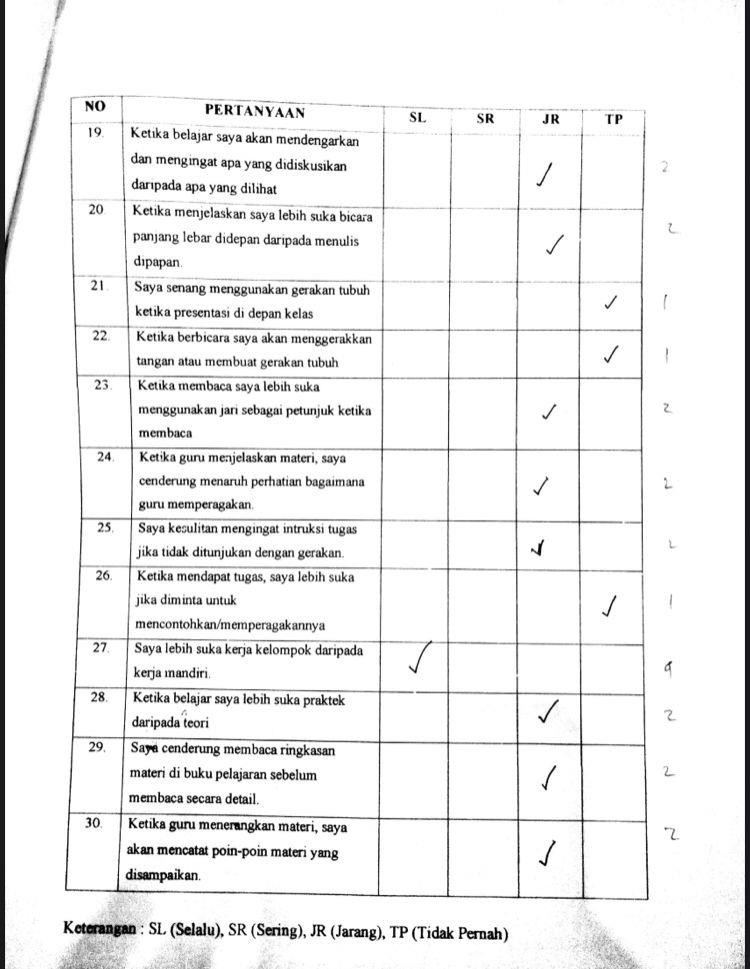 NO PERTANYAAN SL SR JR TP
19. Ketika belajar saya akan mendengarkan
dan mengingat apa yang didiskusikan
daripada apa yang dilihat ✓ 2
20. Ketika menjelaskan saya lebih suka bicara
panjang lebar didepan daripada menulis
dipapan. ✓ 2
21. Saya senang menggunakan gerakan tubuh
ketika presentasi di depan kelas ✓ 1
22. Ketika berbicara saya akan menggerakkan
tangan atau membuat gerakan tubuh ✓ 1
23. Ketika membaca saya lebih suka
menggunakan jari sebagai petunjuk ketika
membaca ✓ 2
24. Ketika guru menjelaskan materi, saya
cenderung menaruh perhatian bagaimana
guru memperagakan. ✓ 2
25. Saya kesulitan mengingat intruksi tugas
jika tidak ditunjukan dengan gerakan. ✓ 2
26. Ketika mendapat tugas, saya lebih suka
jika diminta untuk
mencontohkan/memperagakannya ✓ 1
27. Saya lebih suka kerja kelompok daripada
kerja mandiri. ✓ 4
28. Ketika belajar saya lebih suka praktek
daripada teori ✓ 2
29. Saya cenderung membaca ringkasan
materi di buku pelajaran sebelum
membaca secara detail. ✓ 2
30. Ketika guru menerangkan materi, saya
akan mencatat poin-poin materi yang
disampaikan. ✓ 2
Keterangan : SL (Selalu), SR (Sering), JR (Jarang), TP (Tidak Pernah)